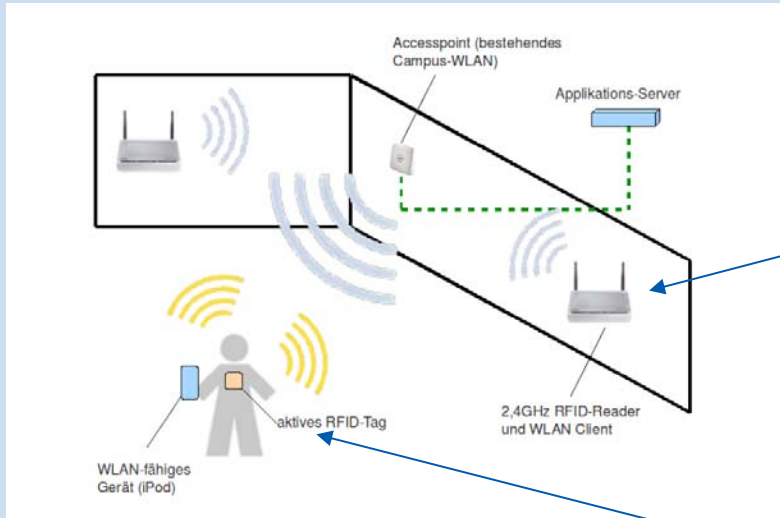 Accesspoint (bestehendes
Campus-WLAN)
Applikations-Server
aktives RFID-Tag
2,4GHz RFID-Reader
und WLAN Client
WLAN-fähiges
Gerät (iPod)